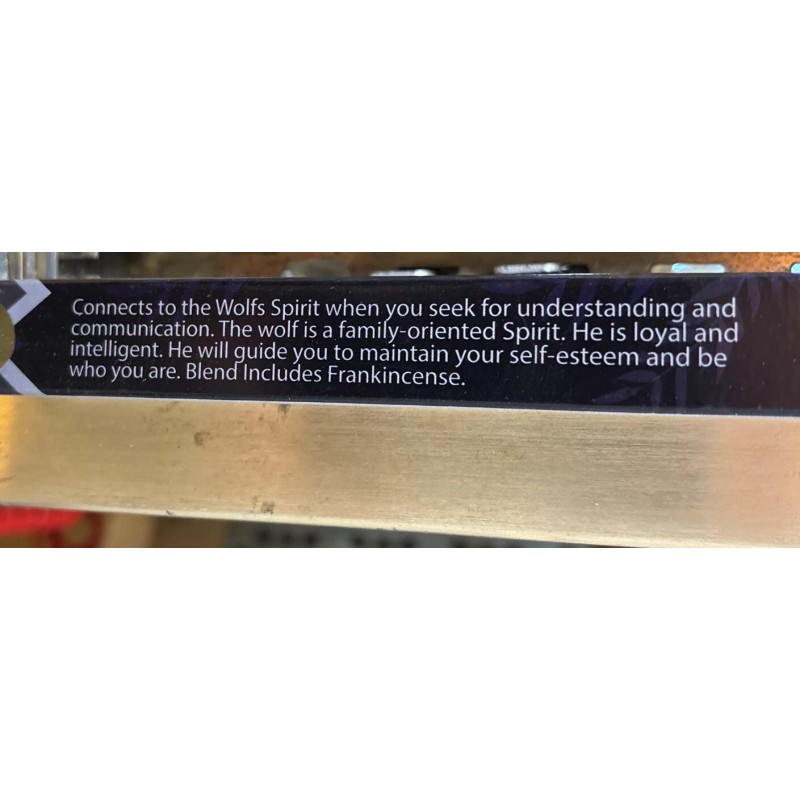 Connects to the Wolfs Spirit when you seek for understanding and
communication. The wolf is a family-oriented Spirit. He is loyal and
intelligent. He will guide you to maintain your self-esteem and be
who you are. Blend Includes Frankincense.